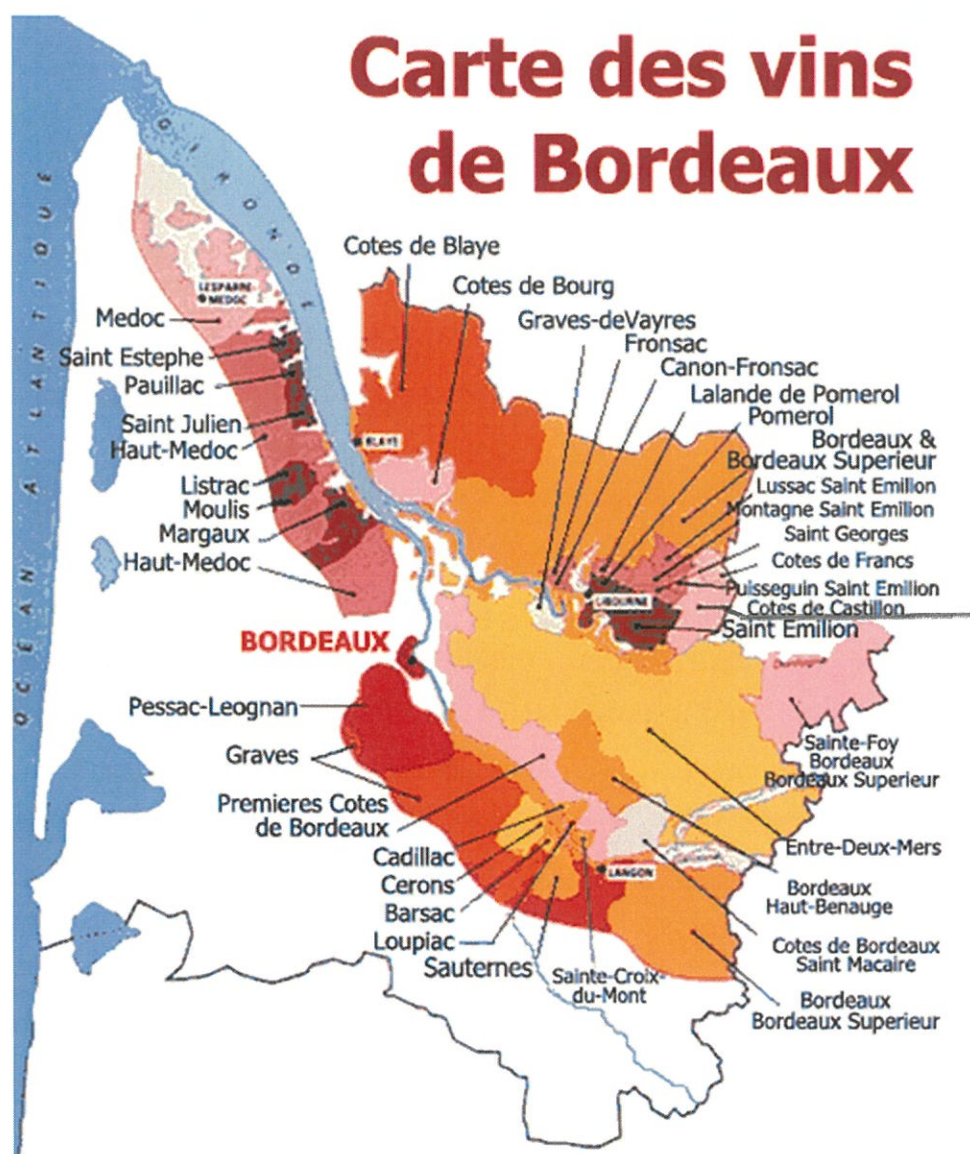 Carte des vins
de Bordeaux
OCÉAN ATLANTIQUE
GIRONDE
LESPARRE-
MEDOC
Medoc
Saint Estephe
Pauillac
Saint Julien
Haut-Medoc
Listrac
Moulis
Margaux
Haut-Medoc
Cotes de Blaye
Cotes de Bourg
BLAYE
Graves-deVayres
Fronsac
Canon-Fronsac
Lalande de Pomerol
Pomerol
Bordeaux &
Bordeaux Superieur
Lussac Saint Emilion
Montagne Saint Emilion
Saint Georges
Cotes de Francs
Puisseguin Saint Emilion
Cotes de Castillon
Saint Emilion
LIBOURNE
BORDEAUX
Pessac-Leognan
Graves
Premieres Cotes
de Bordeaux
Cadillac
Cerons
Barsac
Loupiac
Sauternes
Sainte-Croix-
du-Mont
LANGON
Sainte-Foy
Bordeaux
Bordeaux Superieur
Entre-Deux-Mers
Bordeaux
Haut-Benauge
Cotes de Bordeaux
Saint Macaire
Bordeaux
Bordeaux Superieur